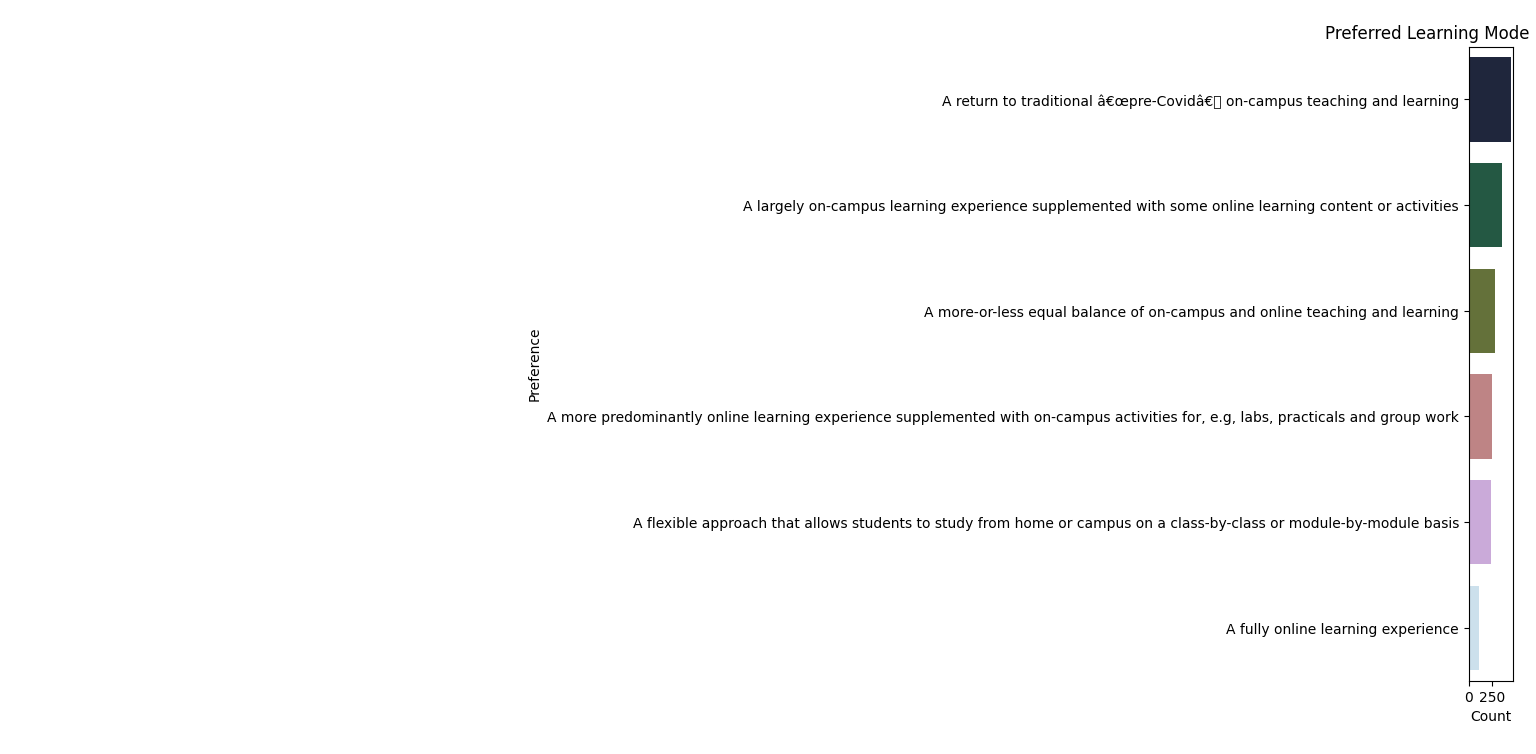 Preferred Learning Mode
A return to traditional â€œpre-Covidâ€▯ on-campus teaching and learning
A largely on-campus learning experience supplemented with some online learning content or activities
A more-or-less equal balance of on-campus and online teaching and learning
Preference
A more predominantly online learning experience supplemented with on-campus activities for, e.g, labs, practicals and group work
A flexible approach that allows students to study from home or campus on a class-by-class or module-by-module basis
A fully online learning experience
0 250
Count